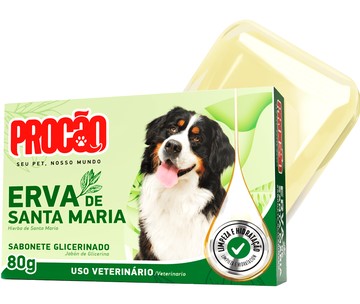 PROCÃO
SEU PET, NOSSO MUNDO
ERVA DE
SANTA MARIA
Hierba de Santa María
SABONETE GLICERINADO
Jabón de Glicerina
80g
LIMPEZA E HIDRATAÇÃO
USO VETERINÁRIO/Veterinario